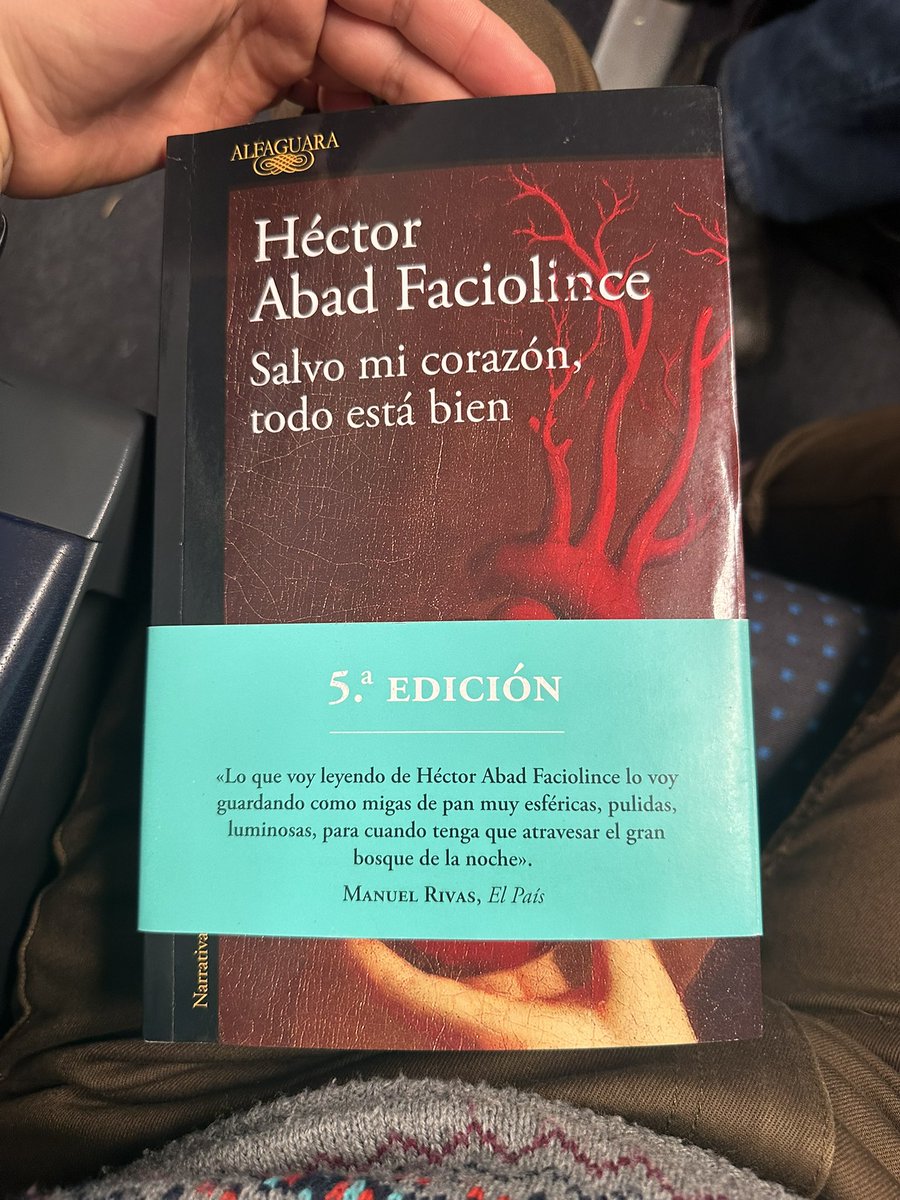 ALFAGUARA
Héctor
Abad Faciolince
Salvo mi corazón,
todo está bien
5.ª EDICIÓN
«Lo que voy leyendo de Héctor Abad Faciolince lo voy
guardando como migas de pan muy esféricas, pulidas,
luminosas, para cuando tenga que atravesar el gran
bosque de la noche».
MANUEL RIVAS, El País
Narrativa